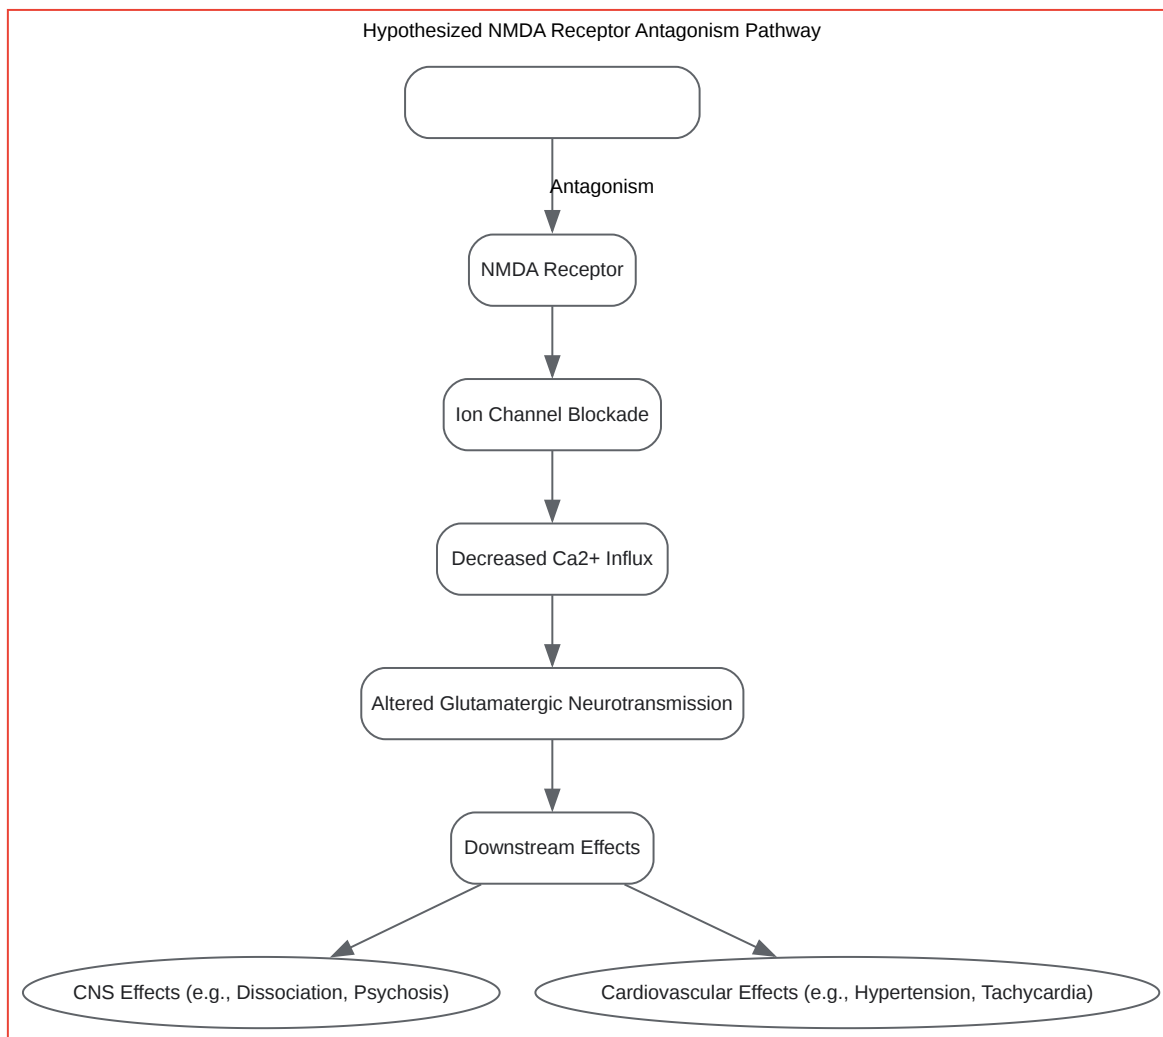 Hypothesized NMDA Receptor Antagonism Pathway
Antagonism
NMDA Receptor
Ion Channel Blockade
Decreased Ca2+ Influx
Altered Glutamatergic Neurotransmission
Downstream Effects
CNS Effects (e.g., Dissociation, Psychosis)
Cardiovascular Effects (e.g., Hypertension, Tachycardia)